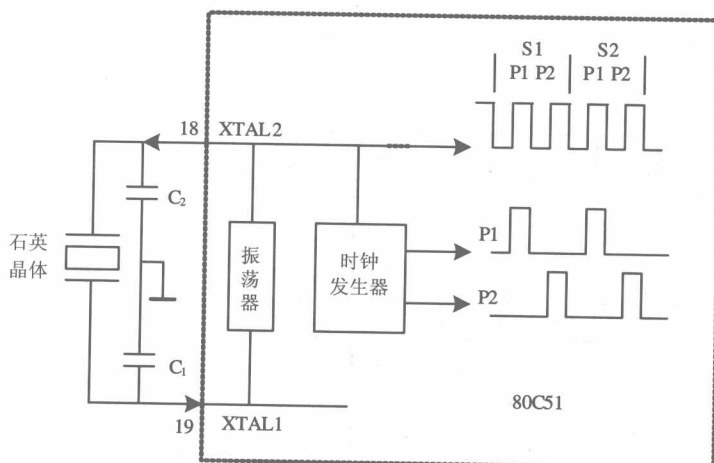 S1 S2
P1 P2 P1 P2
18 XTAL2
C2
石英
晶体
振荡器
时钟
发生器
P1
P2
C1
80C51
19 XTAL1